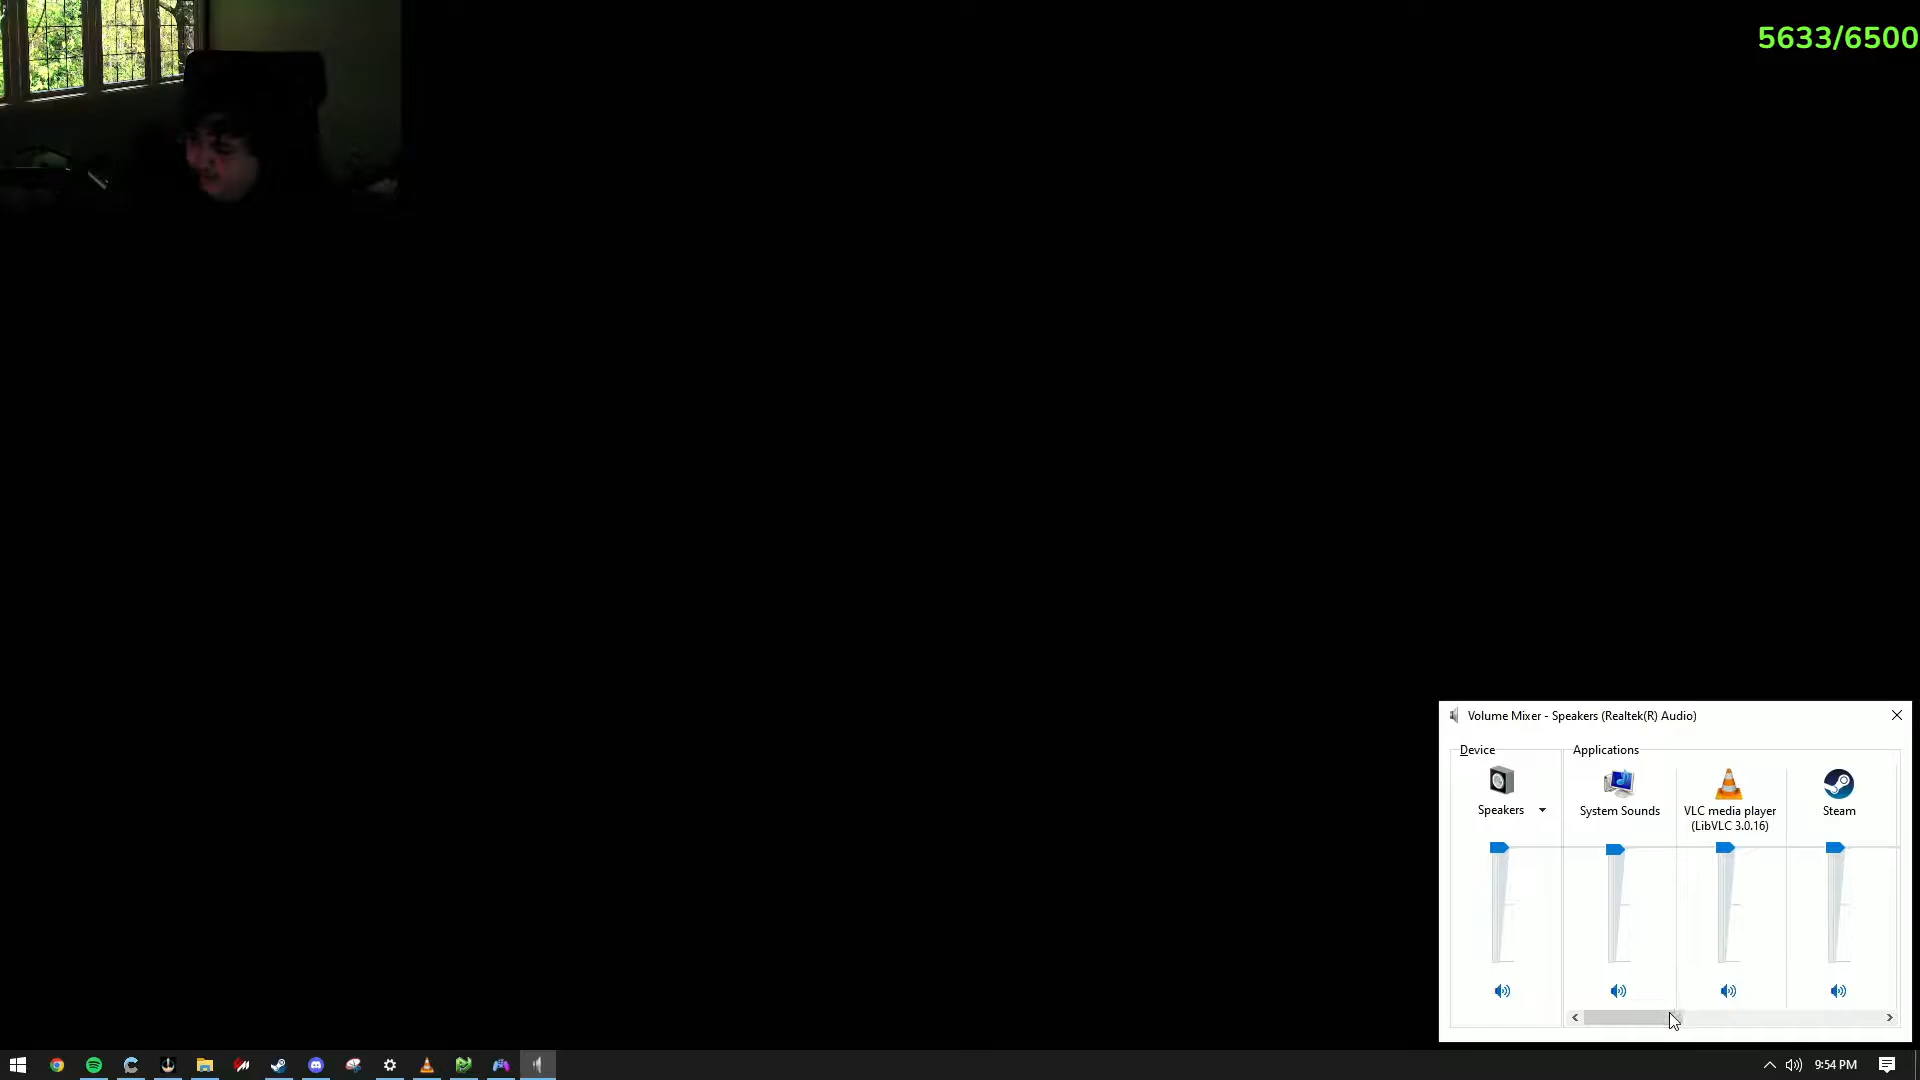 5633/6500
Volume Mixer - Speakers (Realtek(R) Audio)
Device
Applications
Speakers
System Sounds
VLC media player
(LibVLC 3.0.16)
Steam
9:54 PM